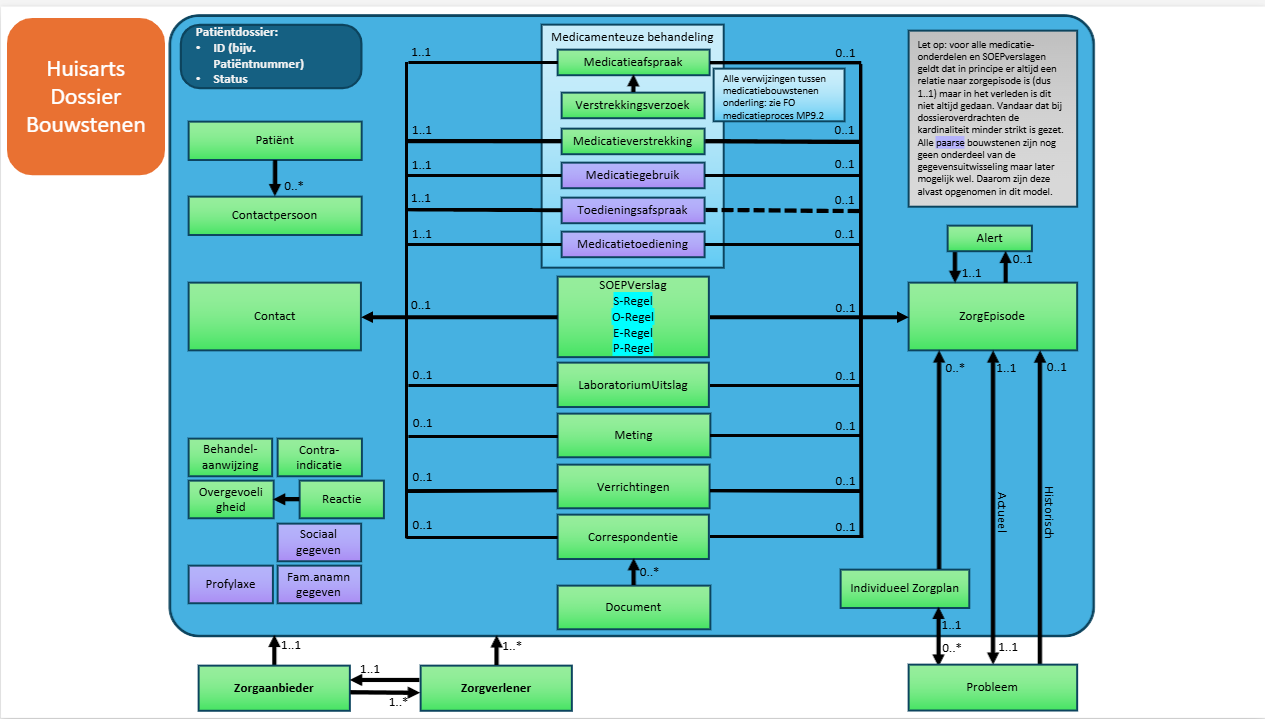 Huisarts
Dossier
Bouwstenen
Patiëntdossier:
• ID (bijv.
Patiëntnummer)
• Status
Patiënt
0..*
Contactpersoon
Contact
Behandel-
aanwijzing
Contra-
indicatie
Overgevoeli
gheid
Reactie
Sociaal
gegeven
Profylaxe
Fam.anamn
gegeven
Medicamenteuze behandeling
1..1
Medicatieafspraak
0..1
Alle verwijzingen tussen
medicatiebouwstenen
onderling: zie FO
medicatieproces MP9.2
Verstrekkingsverzoek
1..1
Medicatieverstrekking
0..1
1..1
Medicatiegebruik
0..1
1..1
Toedieningsafspraak
0..1
1..1
Medicatietoediening
0..1
0..1
SOEPVerslag
S-Regel
O-Regel
E-Regel
P-Regel
0..1
0..1
LaboratoriumUitslag
0..1
0..1
Meting
0..1
0..1
Verrichtingen
0..1
0..1
Correspondentie
0..1
0..*
Document
Let op: voor alle medicatie-
onderdelen en SOEPverslagen
geldt dat in principe er altijd een
relatie naar zorgepisode is (dus
1..1) maar in het verleden is dit
niet altijd gedaan. Vandaar dat bij
dossieroverdrachten de
kardinaliteit minder strikt is gezet.
Alle paarse bouwstenen zijn nog
geen onderdeel van de
gegevensuitwisseling maar later
mogelijk wel. Daarom zijn deze
alvast opgenomen in dit model.
Alert
1..1
0..1
ZorgEpisode
0..*
1..1
0..1
Actueel
Historisch
Individueel Zorgplan
1..1
0..*
1..1
Probleem
1..1
1..*
Zorgaanbieder
1..1
1..*
Zorgverlener